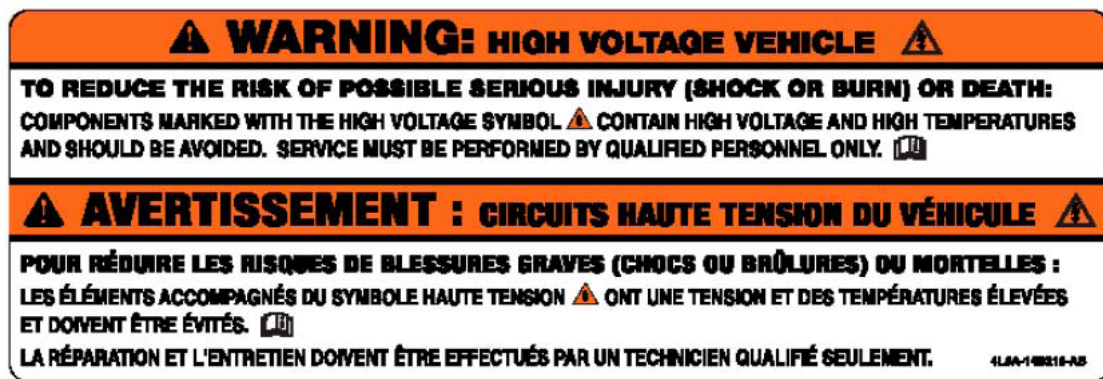 WARNING: HIGH VOLTAGE VEHICLE
TO REDUCE THE RISK OF POSSIBLE SERIOUS INJURY (SHOCK OR BURN) OR DEATH:
COMPONENTS MARKED WITH THE HIGH VOLTAGE SYMBOL CONTAIN HIGH VOLTAGE AND HIGH TEMPERATURES
AND SHOULD BE AVOIDED. SERVICE MUST BE PERFORMED BY QUALIFIED PERSONNEL ONLY.
AVERTISSEMENT : CIRCUITS HAUTE TENSION DU VÉHICULE
POUR RÉDUIRE LES RISQUES DE BLESSURES GRAVES (CHOCS OU BRÛLURES) OU MORTELLES :
LES ÉLÉMENTS ACCOMPAGNÉS DU SYMBOLE HAUTE TENSION ONT UNE TENSION ET DES TEMPÉRATURES ÉLEVÉES
ET DOIVENT ÊTRE ÉVITÉS.
LA RÉPARATION ET L'ENTRETIEN DOIVENT ÊTRE EFFECTUÉS PAR UN TECHNICIEN QUALIFIÉ SEULEMENT.